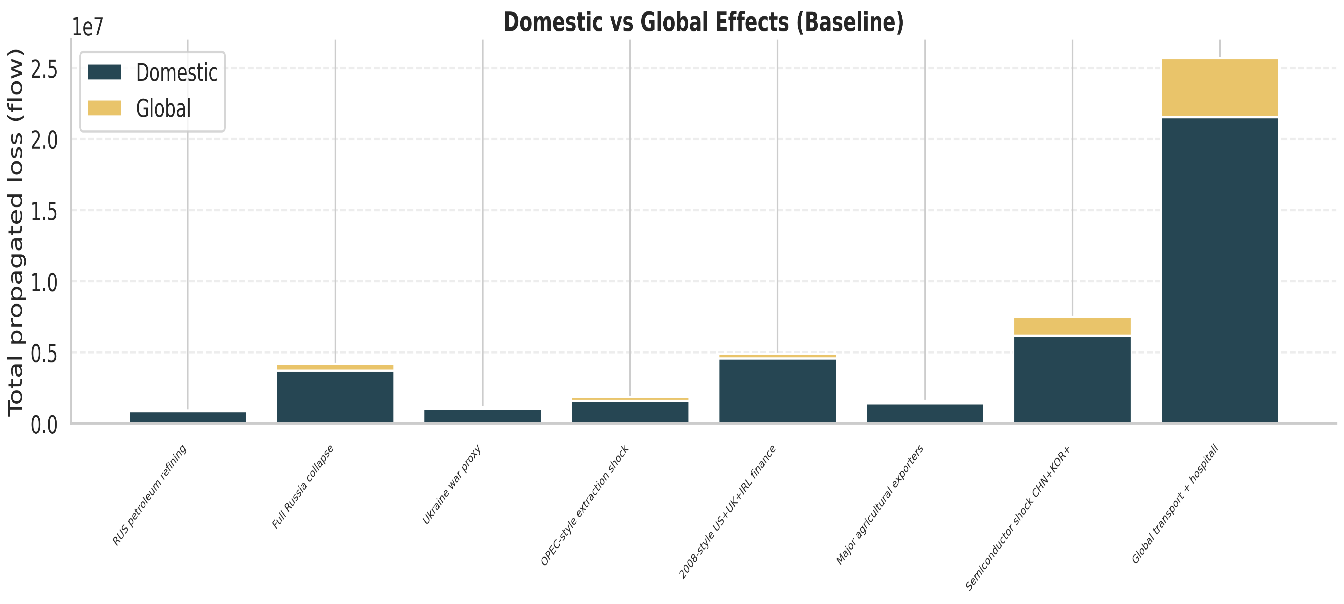 Domestic vs Global Effects (Baseline)
1e7
Total propagated loss (flow)
2.5
2.0
1.5
1.0
0.5
0.0
Domestic
Global
RUS petroleum refining
Full Russia collapse
Ukraine war proxy
OPEC-style extraction shock
2008-style US+UK+IRL finance
Major agricultural exporters
Semiconductor shock CHN+KOR+
Global transport + hospitali